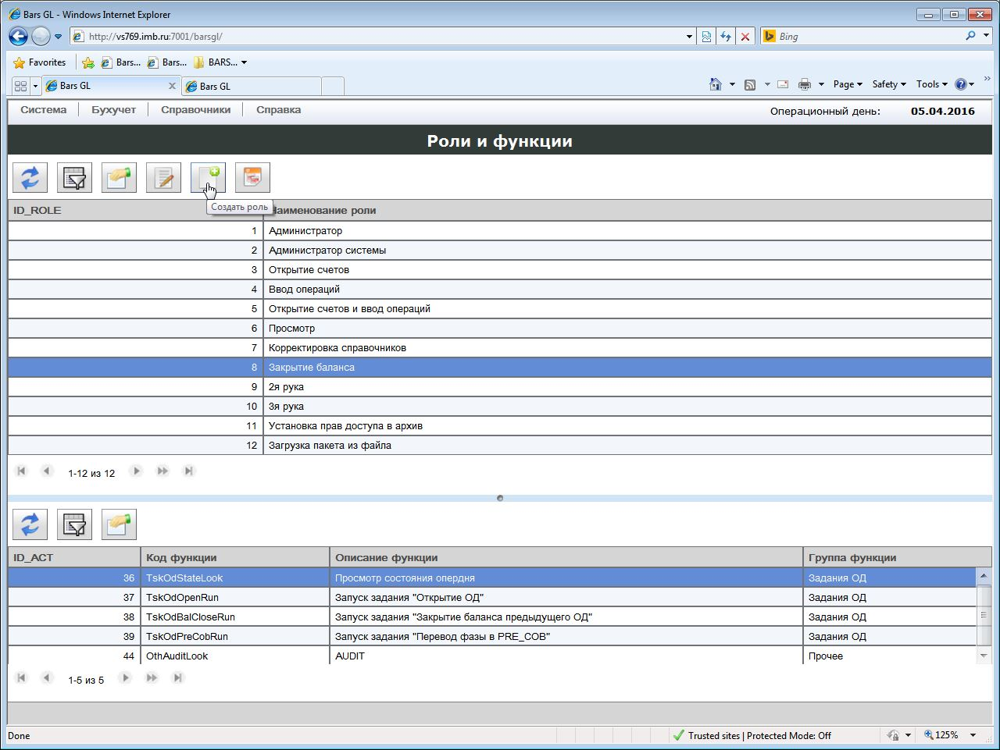 Bars GL - Windows Internet Explorer
http://vs769.imb.ru:7001/barsgl/
Bing
Favorites Bars... Bars... BARS...
Bars GL Bars GL Page Safety Tools
Система Бухучет Справочники Справка Операционный день: 05.04.2016
Роли и функции
Создать роль
ID_ROLE Наименование роли
1 Администратор
2 Администратор системы
3 Открытие счетов
4 Ввод операций
5 Открытие счетов и ввод операций
6 Просмотр
7 Корректировка справочников
8 Закрытие баланса
9 2я рука
10 3я рука
11 Установка прав доступа в архив
12 Загрузка пакета из файла
1-12 из 12
ID_ACT Код функции Описание функции Группа функции
36 TskOdStateLook Просмотр состояния опердня Задания ОД
37 TskOdOpenRun Запуск задания "Открытие ОД" Задания ОД
38 TskOdBalCloseRun Запуск задания "Закрытие баланса предыдущего ОД" Задания ОД
39 TskOdPreCobRun Запуск задания "Перевод фазы в PRE_COB" Задания ОД
44 OthAuditLook AUDIT Прочее
1-5 из 5
Done Trusted sites | Protected Mode: Off 125%